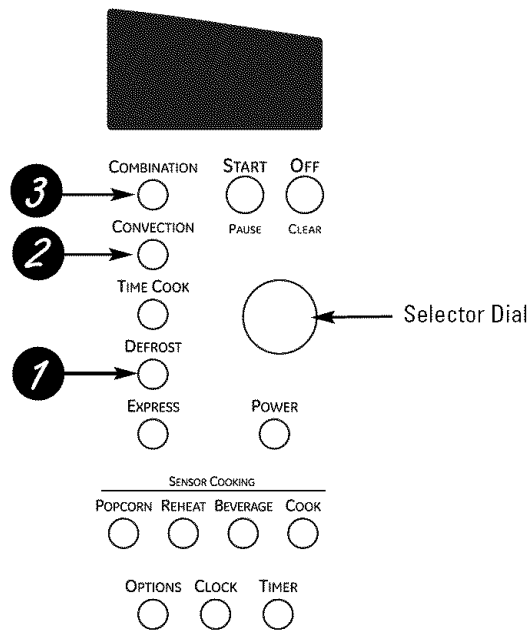 COMBINATION START OFF
3
PAUSE CLEAR
CONVECTION
2
TIME COOK
Selector Dial
DEFROST
1
EXPRESS POWER
SENSOR COOKING
POPCORN REHEAT BEVERAGE COOK
OPTIONS CLOCK TIMER